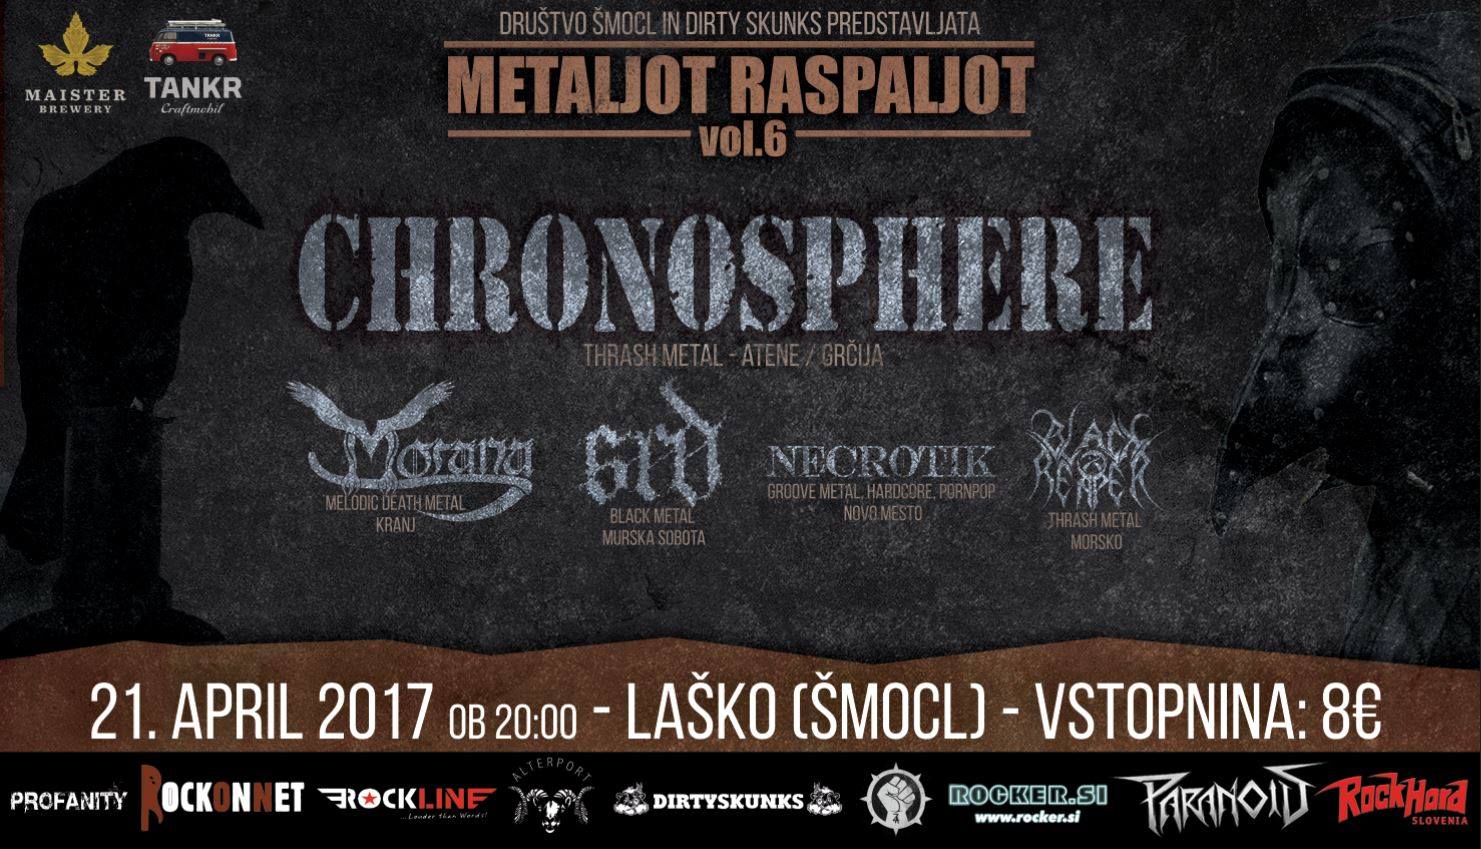 DRUŠTVO ŠMOCL IN DIRTY SKUNKS PREDSTAVLJATA
MAISTER
BREWERY
TANKR
Craftmobil
METALJOT RASPALJOT
vol.6
CHRONOSPHERE
THRASH METAL - ATENE / GRČIJA
Morana
MELODIC DEATH METAL
KRANJ
BLACK METAL
MURSKA SOBOTA
NECROTIK
GROOVE METAL, HARDCORE, PORNPOP
NOVO MESTO
BLACK
REAPER
THRASH METAL
MORSKO
21. APRIL 2017 OB 20:00 - LAŠKO (ŠMOCL) - VSTOPNINA: 8€
PROFANITY
ROCKONNET
ROCKLINE
...Louder than Words!
ALTERPORT
DIRTYSKUNKS
ROCKER.SI
www.rocker.si
PARANOID
RockHard
SLOVENIA